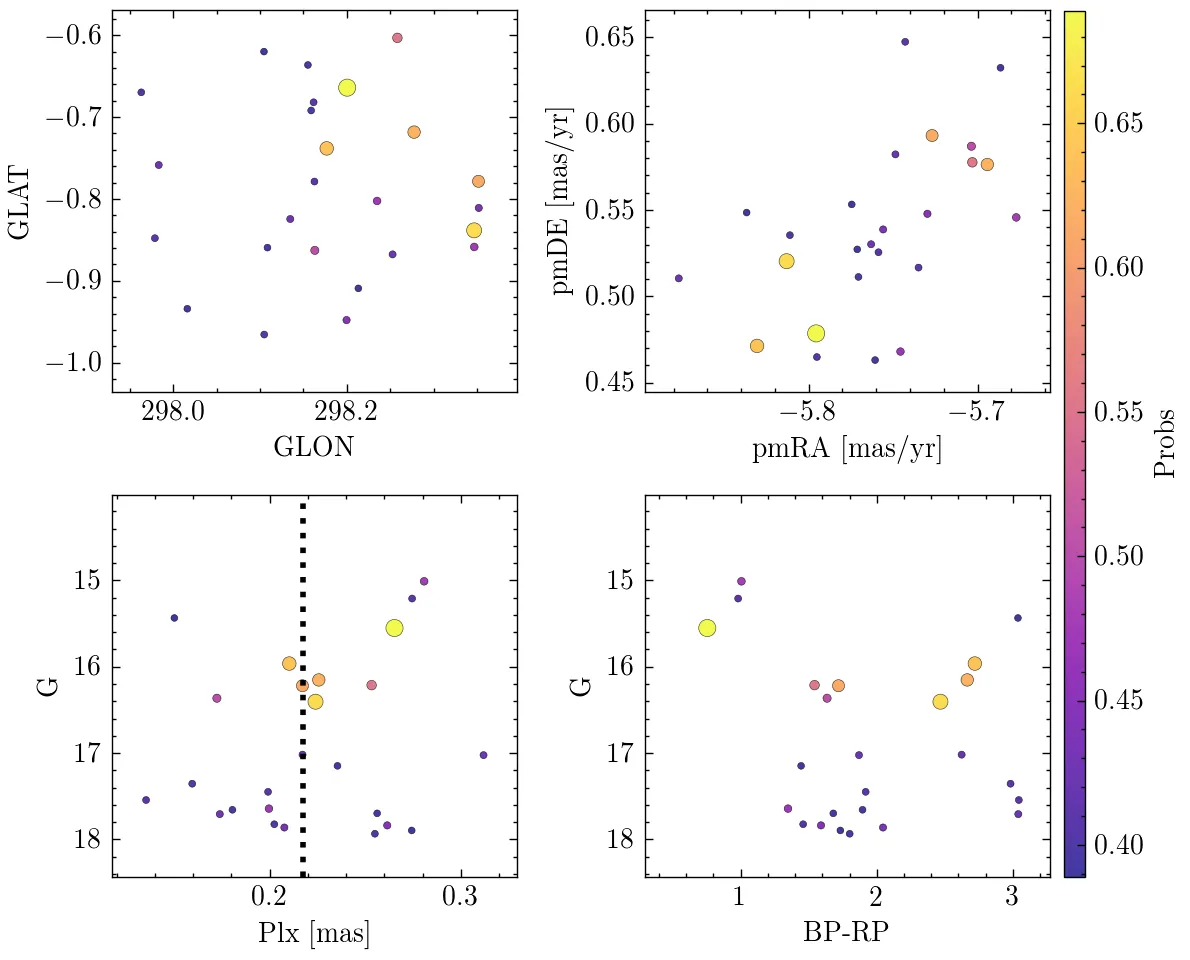 −0.6
−0.7
−0.8
−0.9
−1.0
GLAT
298.0 298.2
GLON
0.65
0.60
0.55
0.50
0.45
pmDE [mas/yr]
−5.8 −5.7
pmRA [mas/yr]
15
16
17
18
G
0.2 0.3
Plx [mas]
15
16
17
18
G
1 2 3
BP-RP
0.65
0.60
0.55
0.50
0.45
0.40
Probs